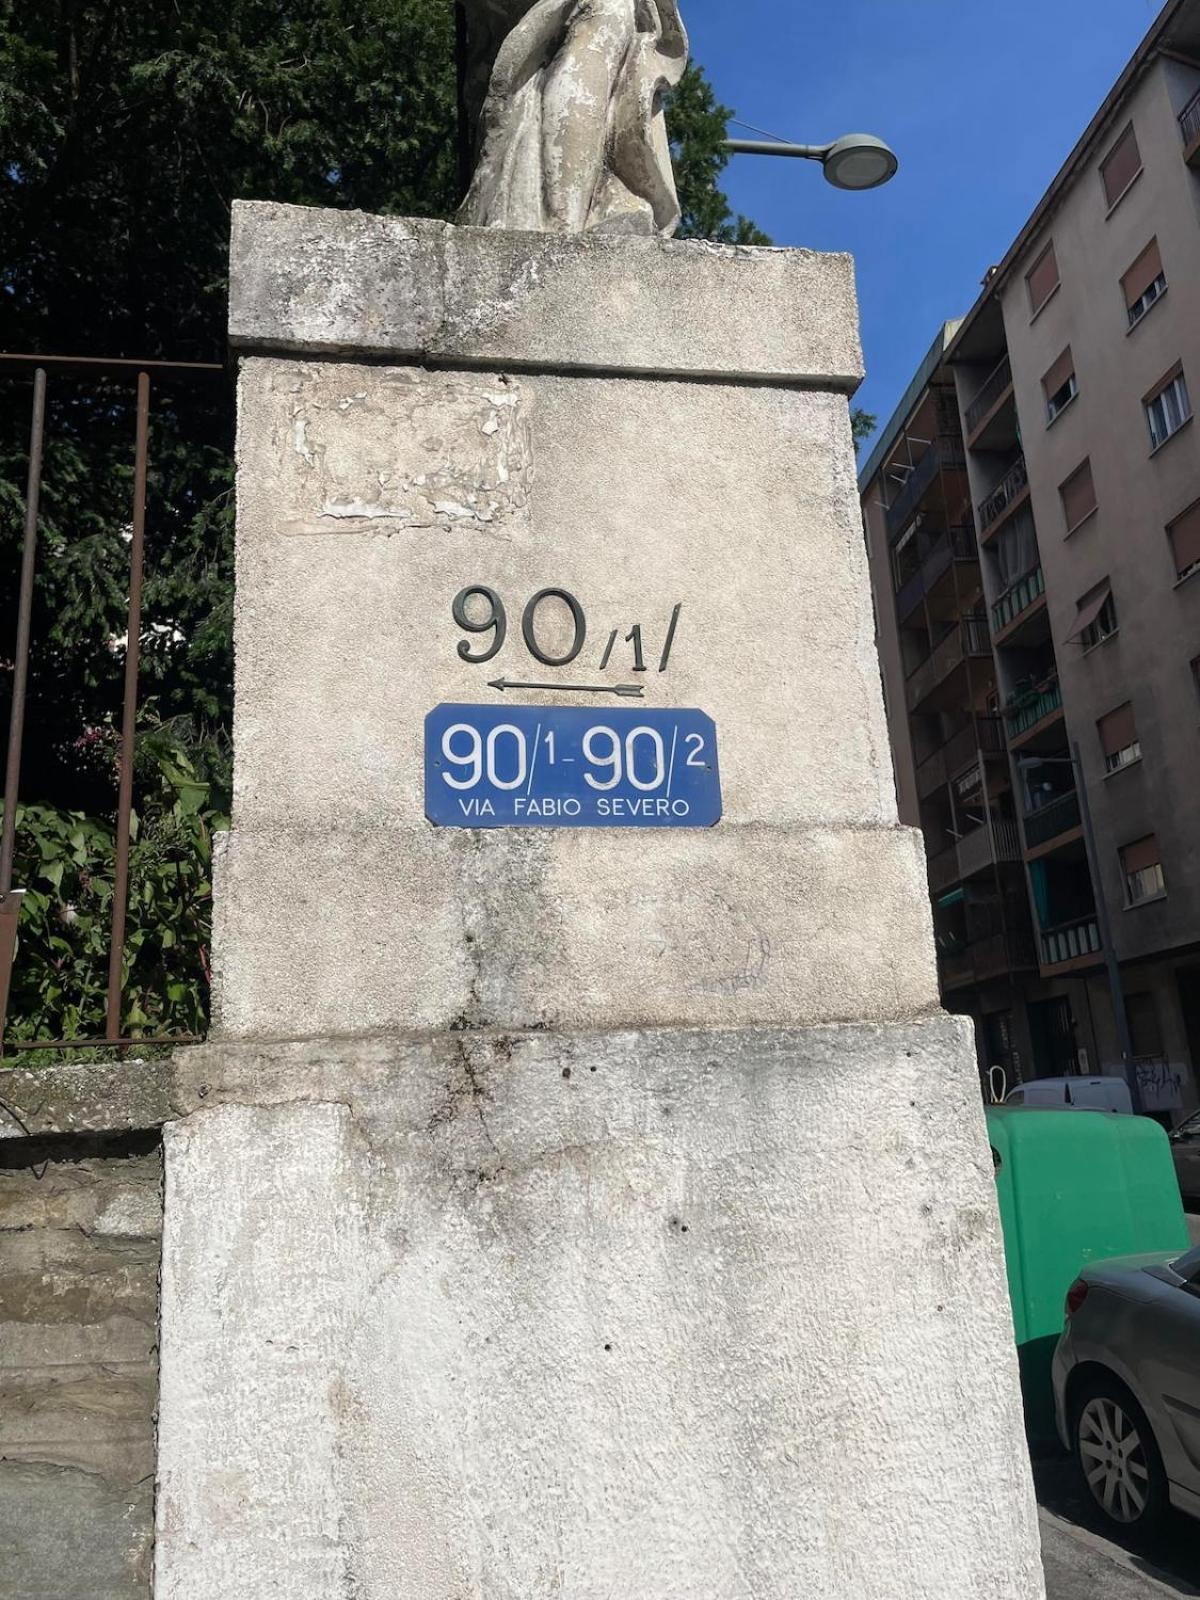 90/1/
90/1-90/2
VIA FABIO SEVERO